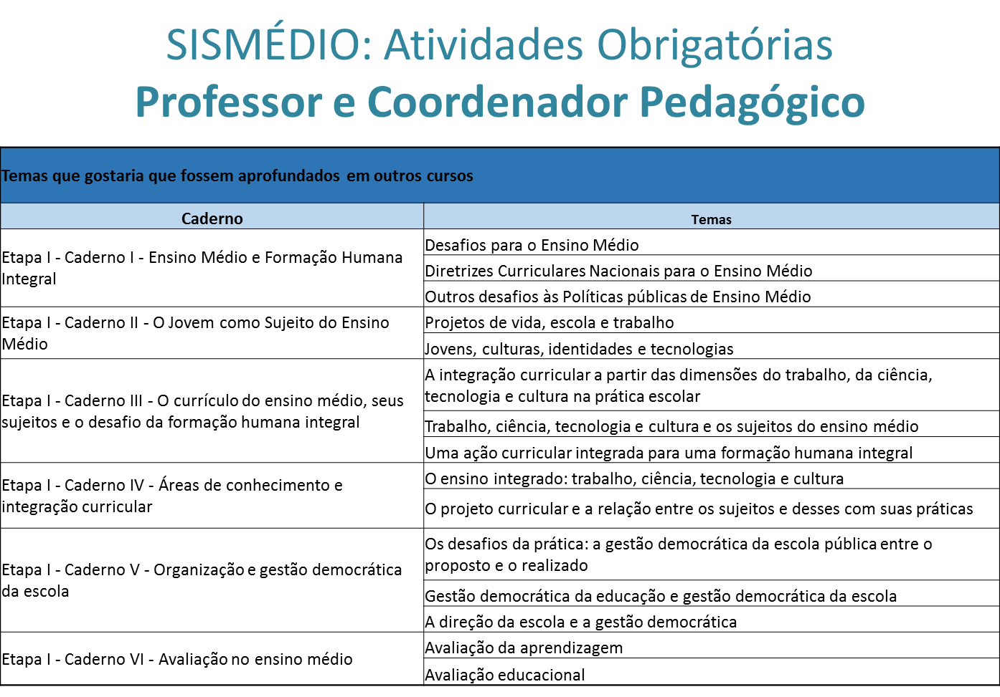 SISMÉDIO: Atividades Obrigatórias
Professor e Coordenador Pedagógico
Temas que gostaria que fossem aprofundados em outros cursos
Caderno
Temas
Etapa I - Caderno I - Ensino Médio e Formação Humana
Integral
Desafios para o Ensino Médio
Diretrizes Curriculares Nacionais para o Ensino Médio
Outros desafios às Políticas públicas de Ensino Médio
Etapa I - Caderno II - O Jovem como Sujeito do Ensino
Médio
Projetos de vida, escola e trabalho
Jovens, culturas, identidades e tecnologias
Etapa I - Caderno III - O currículo do ensino médio, seus
sujeitos e o desafio da formação humana integral
A integração curricular a partir das dimensões do trabalho, da ciência,
tecnologia e cultura na prática escolar
Trabalho, ciência, tecnologia e cultura e os sujeitos do ensino médio
Uma ação curricular integrada para uma formação humana integral
Etapa I - Caderno IV - Áreas de conhecimento e
integração curricular
O ensino integrado: trabalho, ciência, tecnologia e cultura
O projeto curricular e a relação entre os sujeitos e desses com suas práticas
Etapa I - Caderno V - Organização e gestão democrática
da escola
Os desafios da prática: a gestão democrática da escola pública entre o
proposto e o realizado
Gestão democrática da educação e gestão democrática da escola
A direção da escola e a gestão democrática
Etapa I - Caderno VI - Avaliação no ensino médio
Avaliação da aprendizagem
Avaliação educacional